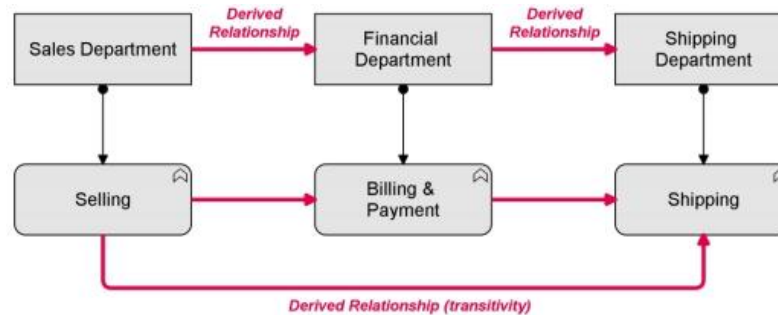 Derived
Relationship
Derived
Relationship
Sales Department
Financial
Department
Shipping
Department
Selling
Billing &
Payment
Shipping
Derived Relationship (transitivity)